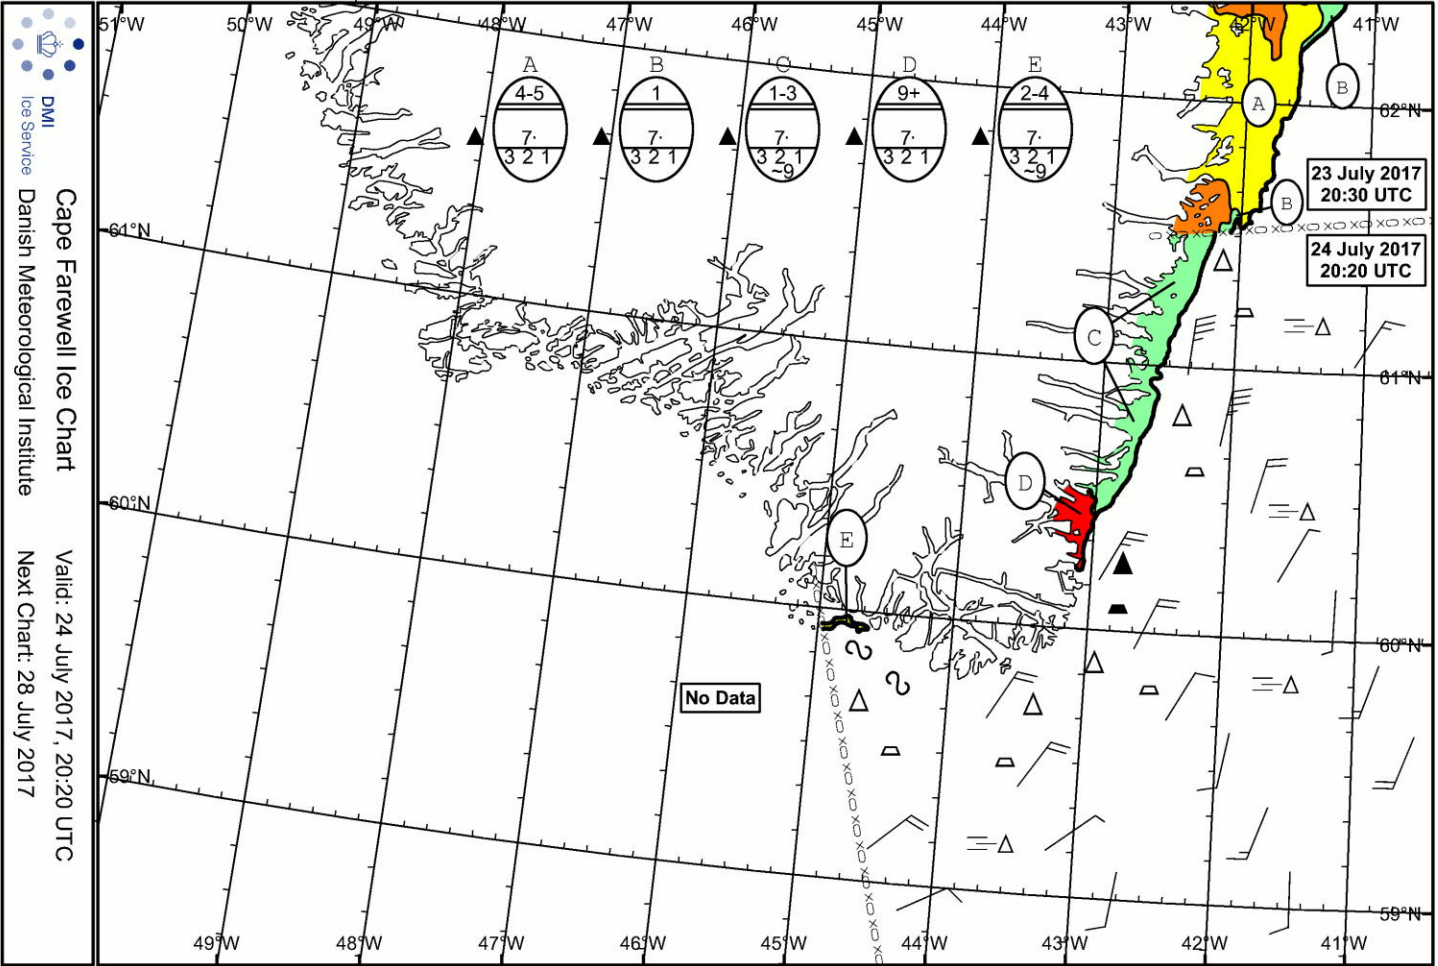 DMI
Ice Service
Cape Farewell Ice Chart
Danish Meteorological Institute
Valid: 24 July 2017, 20:20 UTC
Next Chart: 28 July 2017
51°W 50°W 49°W 48°W 47°W 46°W 45°W 44°W 43°W 42°W 41°W
A B C D E
4-5 1 1-3 9+ 2-4
7· 7· 7· 7· 7·
3 2 1 3 2 1 3 2 1 3 2 1 3 2 1
~9 ~9
B
A
62°N
23 July 2017
20:30 UTC
B
24 July 2017
20:20 UTC
61°N
C
61°N
D
60°N
E
60°N
No Data
59°N
59°N
49°W 48°W 47°W 46°W 45°W 44°W 43°W 42°W 41°W